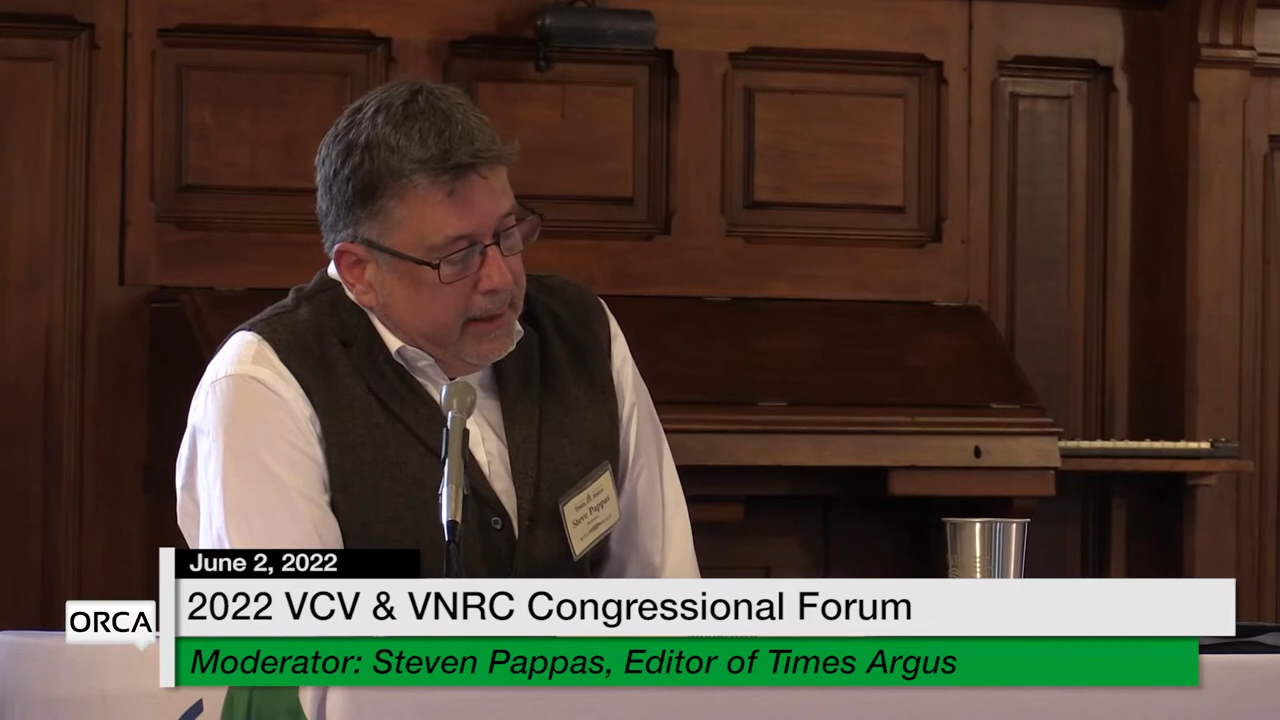 Steve Pappas
June 2, 2022
2022 VCV & VNRC Congressional Forum
ORCA
Moderator: Steven Pappas, Editor of Times Argus